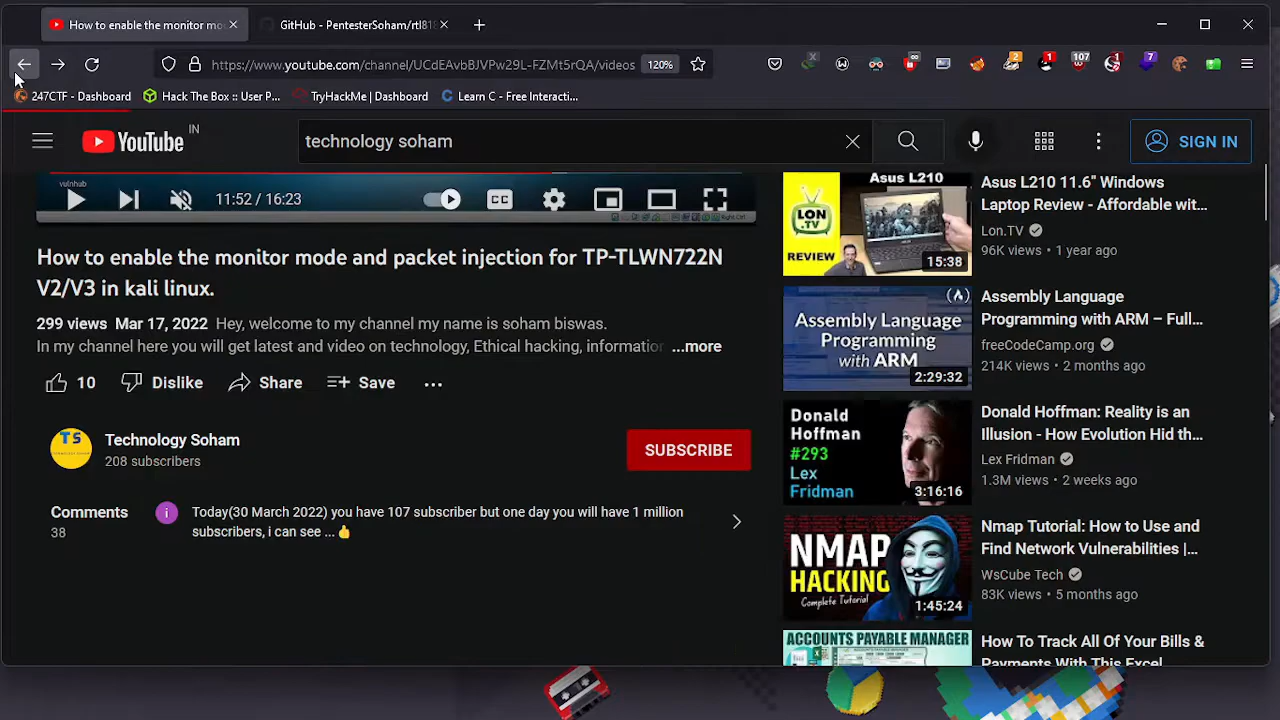 How to enable the monitor mo
GitHub - PentesterSoham/rtl818
https://www.youtube.com/channel/UCdEAvbBJVPw29L-FZMt5rQA/videos
120%
2
1
107
1
7
247CTF - Dashboard
Hack The Box :: User P...
TryHackMe | Dashboard
Learn C - Free Interacti...
YouTube
IN
technology soham
SIGN IN
vulnhub
11:52 / 16:23
CC
Right Ctrl
How to enable the monitor mode and packet injection for TP-TLWN722N
V2/V3 in kali linux.
299 views Mar 17, 2022 Hey, welcome to my channel my name is soham biswas.
In my channel here you will get latest and video on technology, Ethical hacking, information ...more
10
Dislike
Share
Save
TS
Technology Soham
208 subscribers
SUBSCRIBE
Comments
38
i
Today(30 March 2022) you have 107 subscriber but one day you will have 1 million
subscribers, i can see ... 👍
Asus L210
LON
.TV
REVIEW
15:38
Asus L210 11.6" Windows
Laptop Review - Affordable wit...
Lon.TV
96K views • 1 year ago
Assembly Language
Programming
with ARM
2:29:32
Assembly Language
Programming with ARM – Full...
freeCodeCamp.org
214K views • 2 months ago
Donald
Hoffman
#293
Lex
Fridman
3:16:16
Donald Hoffman: Reality is an
Illusion - How Evolution Hid th...
Lex Fridman
1.3M views • 2 weeks ago
NMAP
HACKING
Complete Tutorial
1:45:24
Nmap Tutorial: How to Use and
Find Network Vulnerabilities |...
WsCube Tech
83K views • 5 months ago
ACCOUNTS PAYABLE MANAGER
How To Track All Of Your Bills &
Payments With This Excel